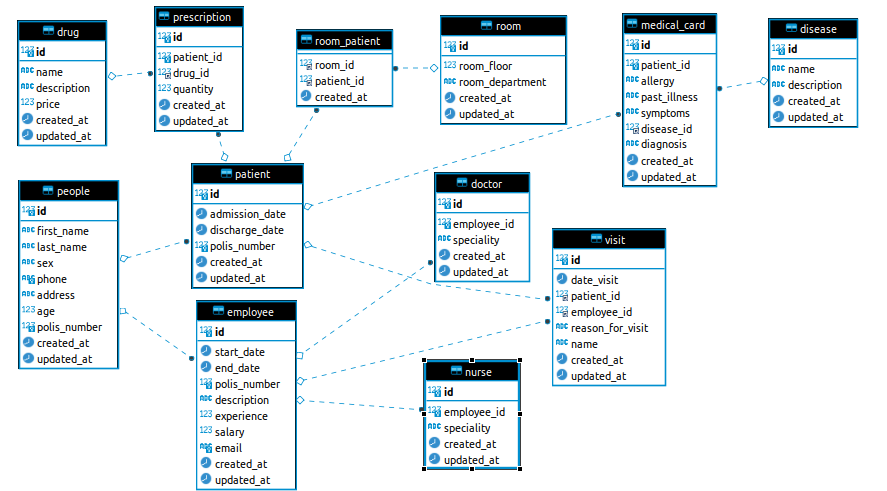 drug
id
name
description
price
created_at
updated_at
prescription
id
patient_id
drug_id
quantity
created_at
updated_at
room_patient
room_id
patient_id
created_at
room
id
room_floor
room_department
created_at
updated_at
medical_card
id
patient_id
allergy
past_illness
symptoms
disease_id
diagnosis
created_at
updated_at
disease
id
name
description
created_at
updated_at
people
id
first_name
last_name
sex
phone
address
age
polis_number
created_at
updated_at
patient
id
admission_date
discharge_date
polis_number
created_at
updated_at
doctor
id
employee_id
speciality
created_at
updated_at
visit
id
date_visit
patient_id
employee_id
reason_for_visit
name
created_at
updated_at
employee
id
start_date
end_date
polis_number
description
experience
salary
email
created_at
updated_at
nurse
id
employee_id
speciality
created_at
updated_at